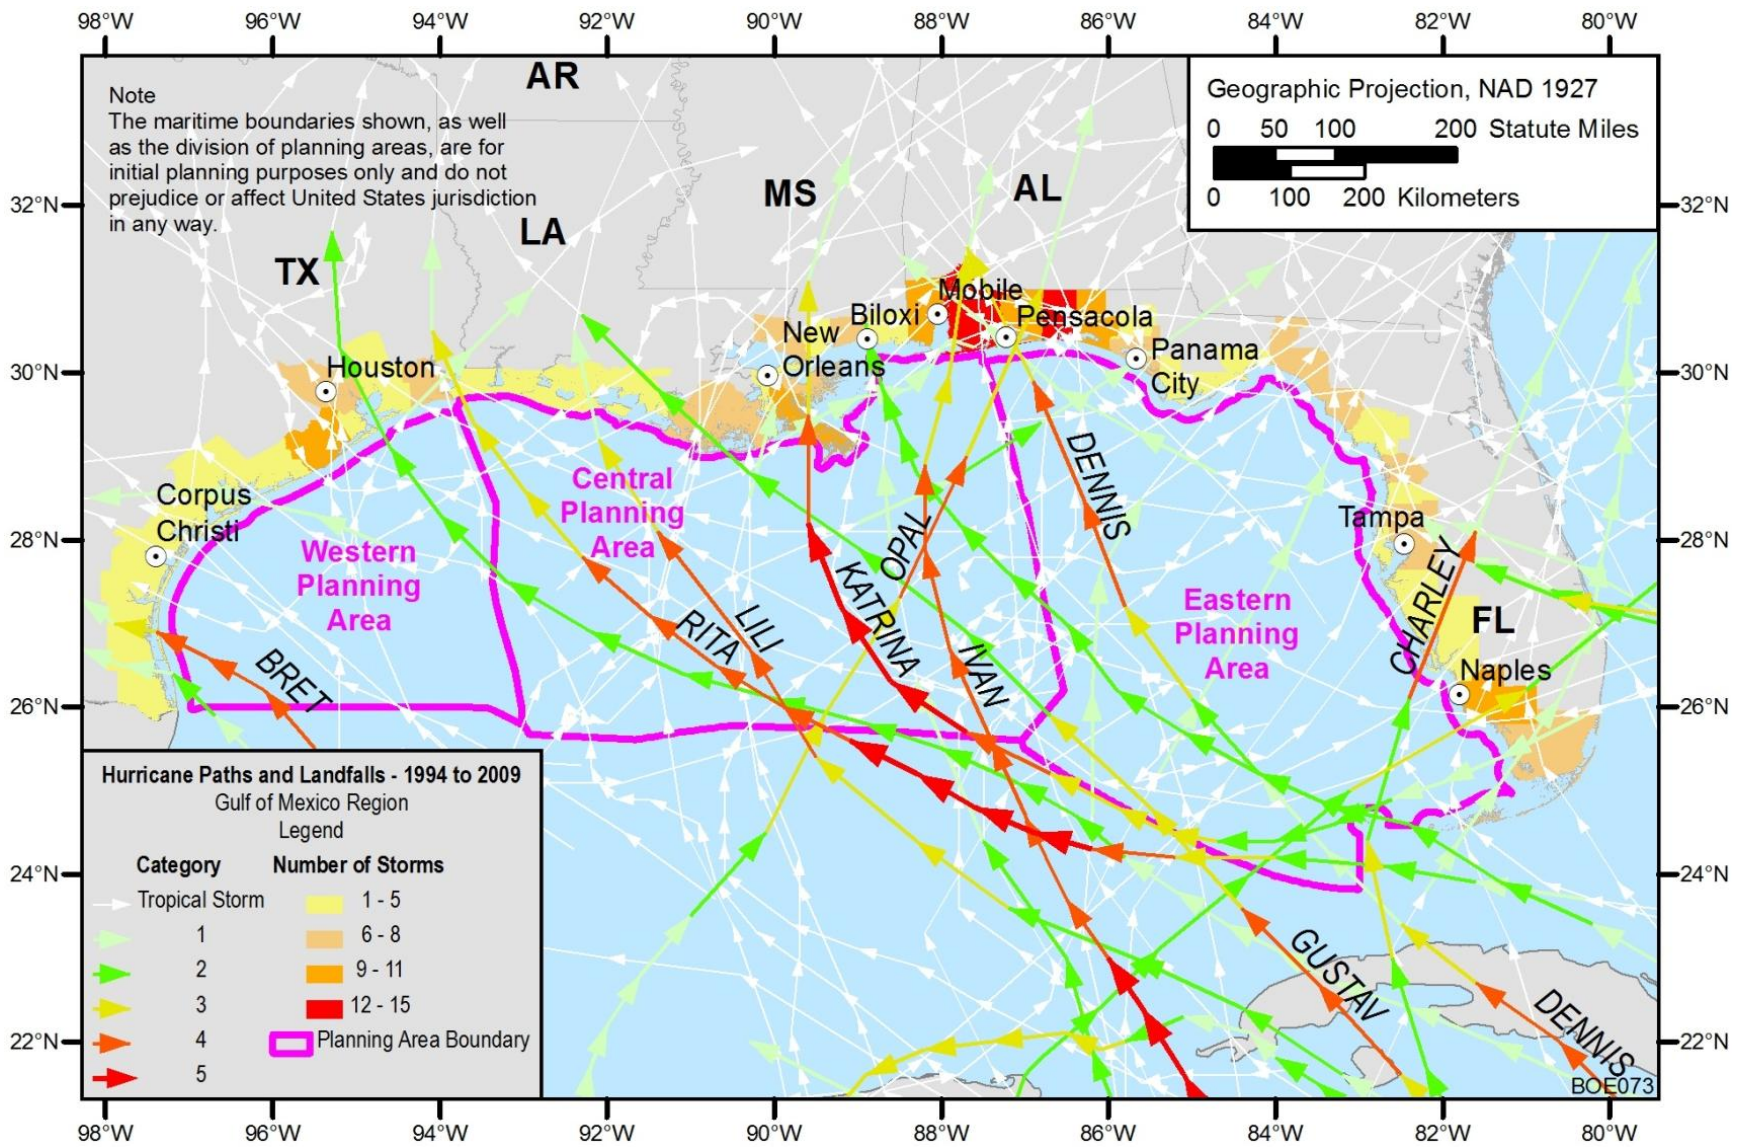 98°W 96°W 94°W 92°W 90°W 88°W 86°W 84°W 82°W 80°W
Note
The maritime boundaries shown, as well
as the division of planning areas, are for
initial planning purposes only and do not
prejudice or affect United States jurisdiction
in any way.
Geographic Projection, NAD 1927
0 50 100 200 Statute Miles
0 100 200 Kilometers
AR
MS
AL
LA
TX
FL
32°N
32°N
30°N
30°N
28°N
28°N
26°N
26°N
24°N
24°N
22°N
22°N
Houston
Corpus
Christi
New
Orleans
Biloxi
Mobile
Pensacola
Panama
City
Tampa
Naples
Western
Planning
Area
Central
Planning
Area
Eastern
Planning
Area
BRET
RITA
LILI
KATRINA
OPAL
IVAN
DENNIS
CHARLEY
GUSTAV
DENNIS
BOE073
Hurricane Paths and Landfalls - 1994 to 2009
Gulf of Mexico Region
Legend
Category Number of Storms
Tropical Storm 1 - 5
1 6 - 8
2 9 - 11
3 12 - 15
4 Planning Area Boundary
5
98°W 96°W 94°W 92°W 90°W 88°W 86°W 84°W 82°W 80°W